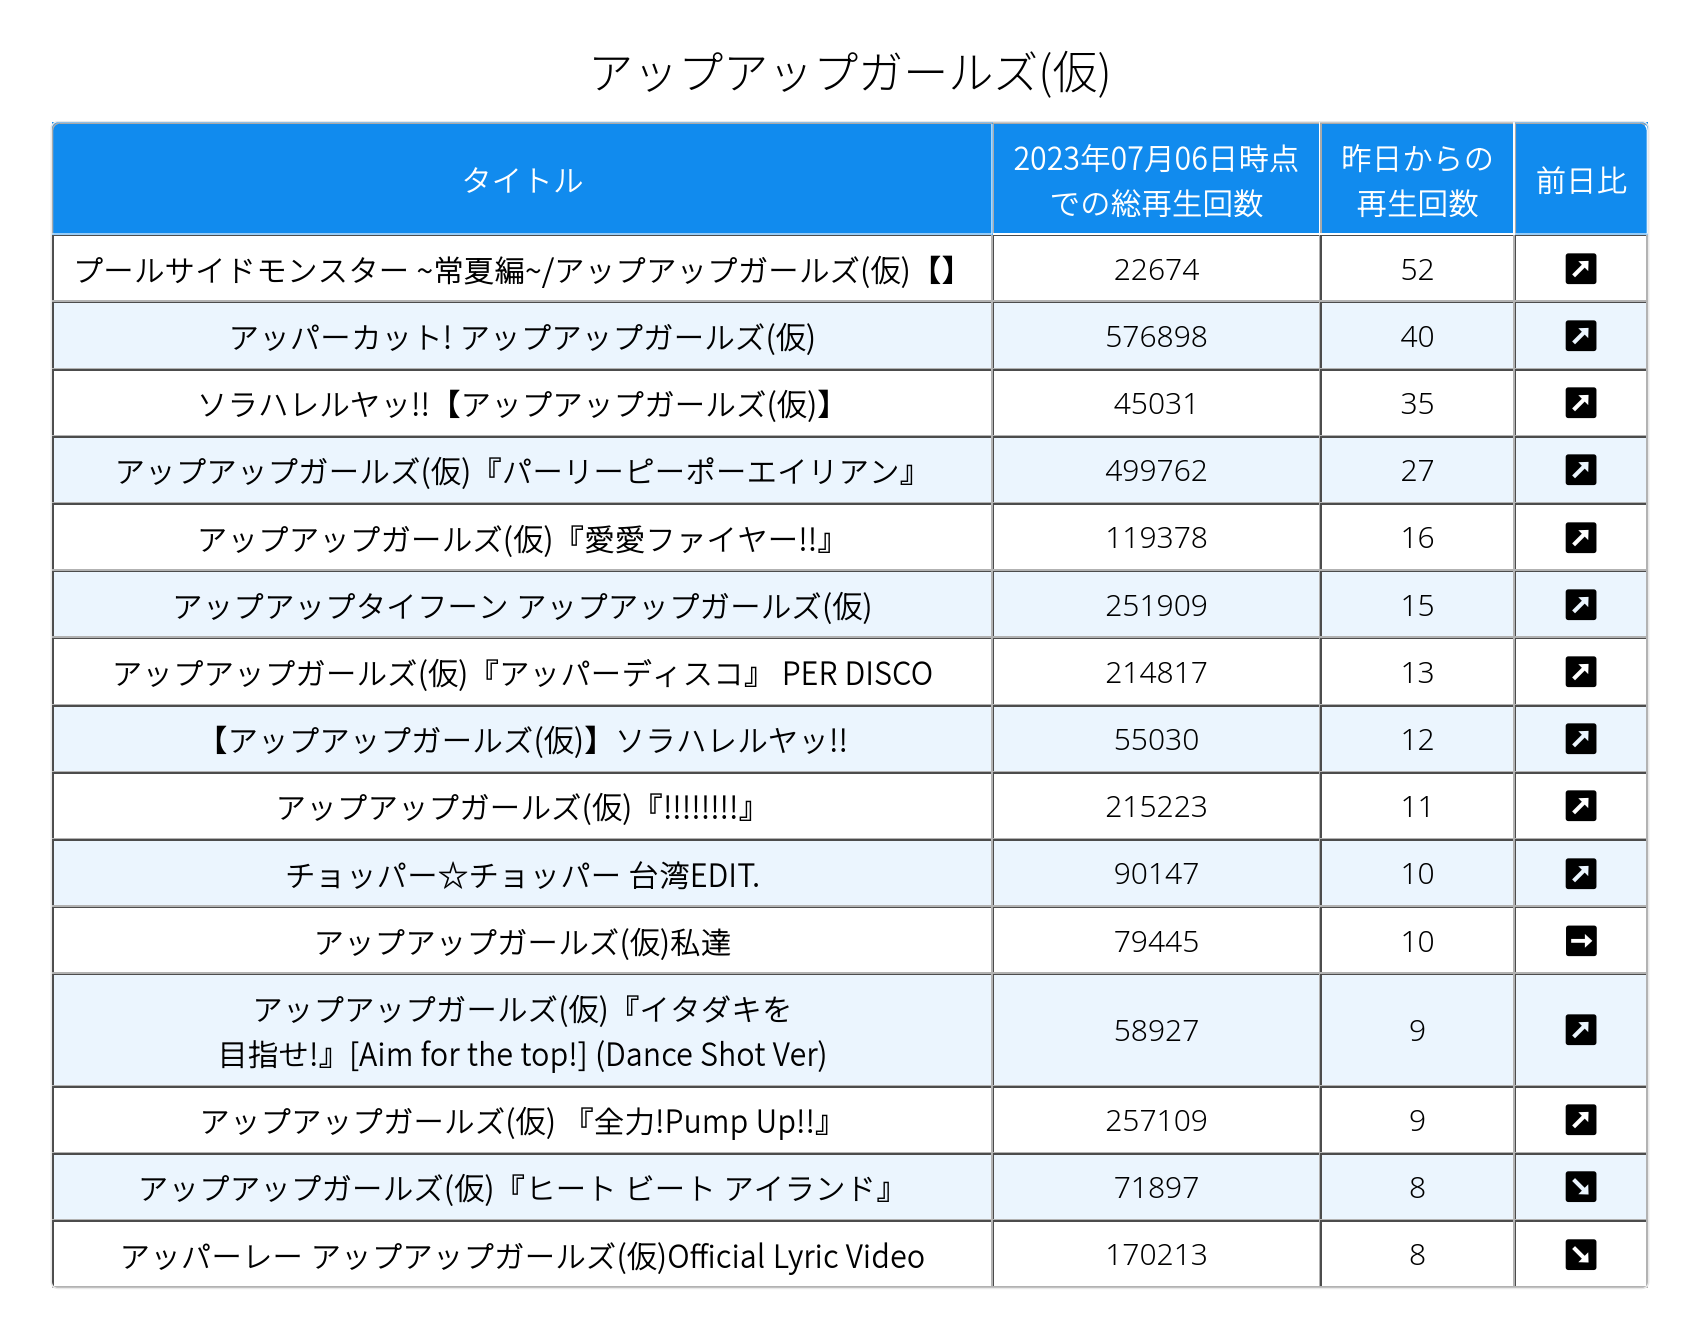 アップアップガールズ(仮)
タイトル
2023年07月06日時点
での総再生回数
昨日からの
再生回数
前日比
プールサイドモンスター ~常夏編~/アップアップガールズ(仮)【】 22674 52
アッパーカット! アップアップガールズ(仮) 576898 40
ソラハレルヤッ!!【アップアップガールズ(仮)】 45031 35
アップアップガールズ(仮)『パーリーピーポーエイリアン』 499762 27
アップアップガールズ(仮)『愛愛ファイヤー!!』 119378 16
アップアップタイフーン アップアップガールズ(仮) 251909 15
アップアップガールズ(仮)『アッパーディスコ』 PER DISCO 214817 13
【アップアップガールズ(仮)】ソラハレルヤッ!! 55030 12
アップアップガールズ(仮)『!!!!!!!!』 215223 11
チョッパー☆チョッパー 台湾EDIT. 90147 10
アップアップガールズ(仮)私達 79445 10
アップアップガールズ(仮)『イタダキを
目指せ!』[Aim for the top!] (Dance Shot Ver) 58927 9
アップアップガールズ(仮) 『全力!Pump Up!!』 257109 9
アップアップガールズ(仮)『ヒート ビート アイランド』 71897 8
アッパーレー アップアップガールズ(仮)Official Lyric Video 170213 8